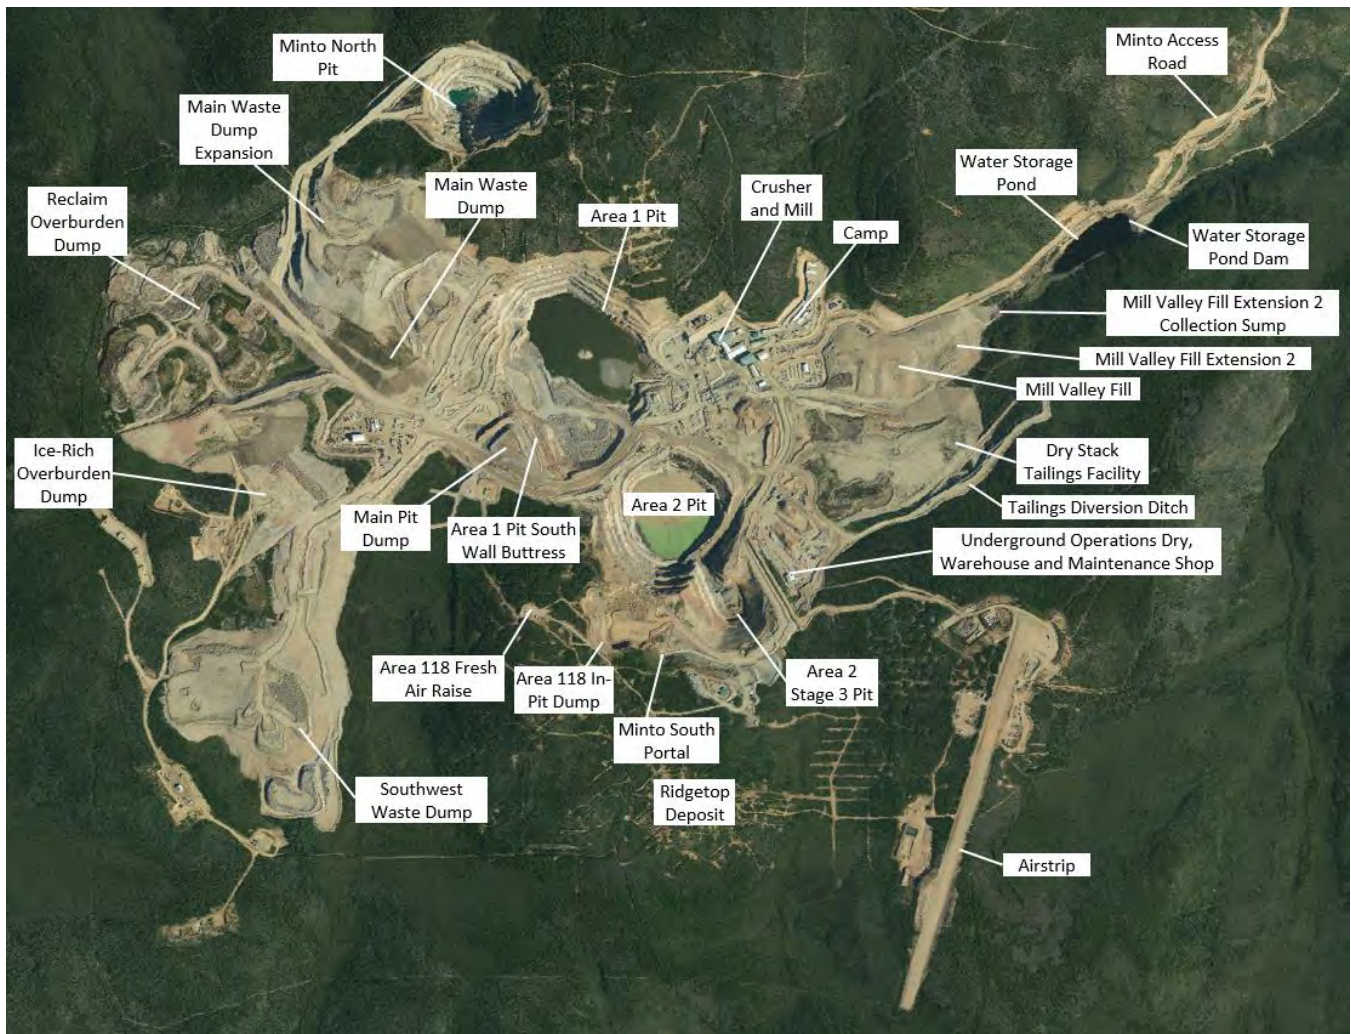 Minto North
Pit
Minto Access
Road
Main Waste
Dump
Expansion
Water Storage
Pond
Main Waste
Dump
Crusher
and Mill
Reclaim
Overburden
Dump
Area 1 Pit
Camp
Water Storage
Pond Dam
Mill Valley Fill Extension 2
Collection Sump
Mill Valley Fill Extension 2
Mill Valley Fill
Ice-Rich
Overburden
Dump
Dry Stack
Tailings Facility
Area 2 Pit
Tailings Diversion Ditch
Main Pit
Dump
Area 1 Pit South
Wall Buttress
Underground Operations Dry,
Warehouse and Maintenance Shop
Area 118 Fresh
Air Raise
Area 118 In-
Pit Dump
Area 2
Stage 3 Pit
Minto South
Portal
Southwest
Waste Dump
Ridgetop
Deposit
Airstrip